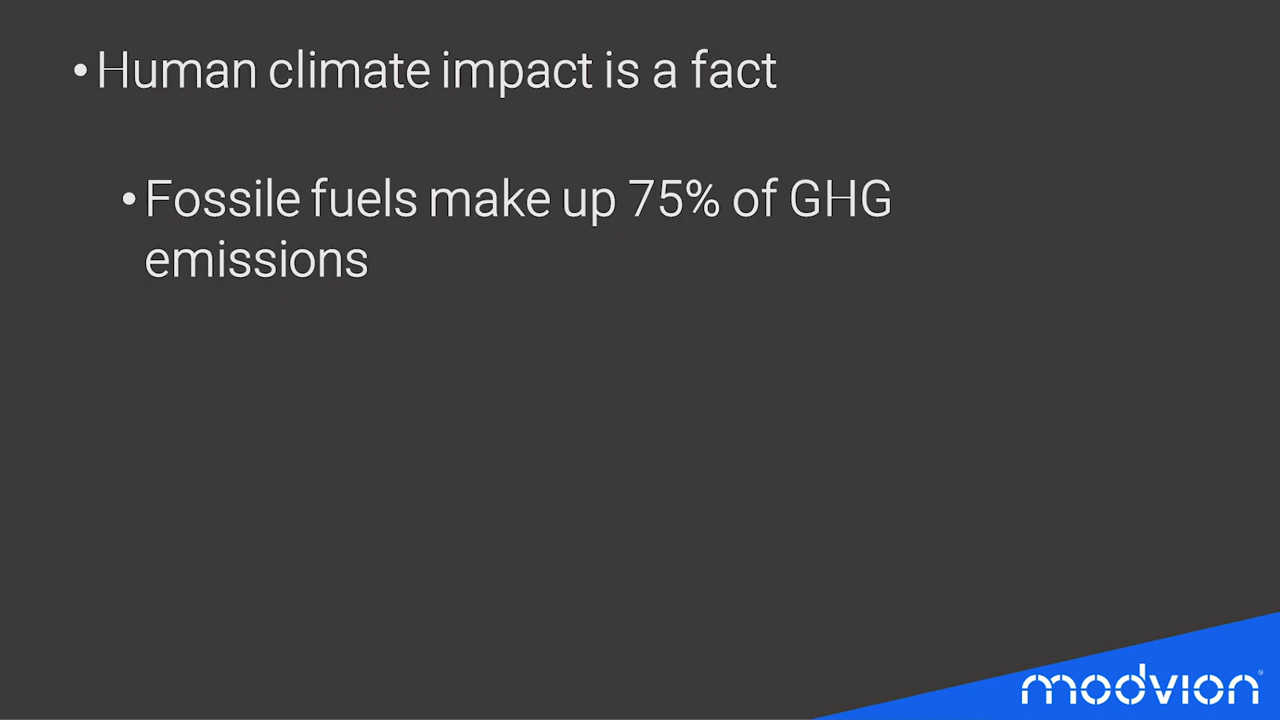 • Human climate impact is a fact
• Fossile fuels make up 75% of GHG
emissions
modvion